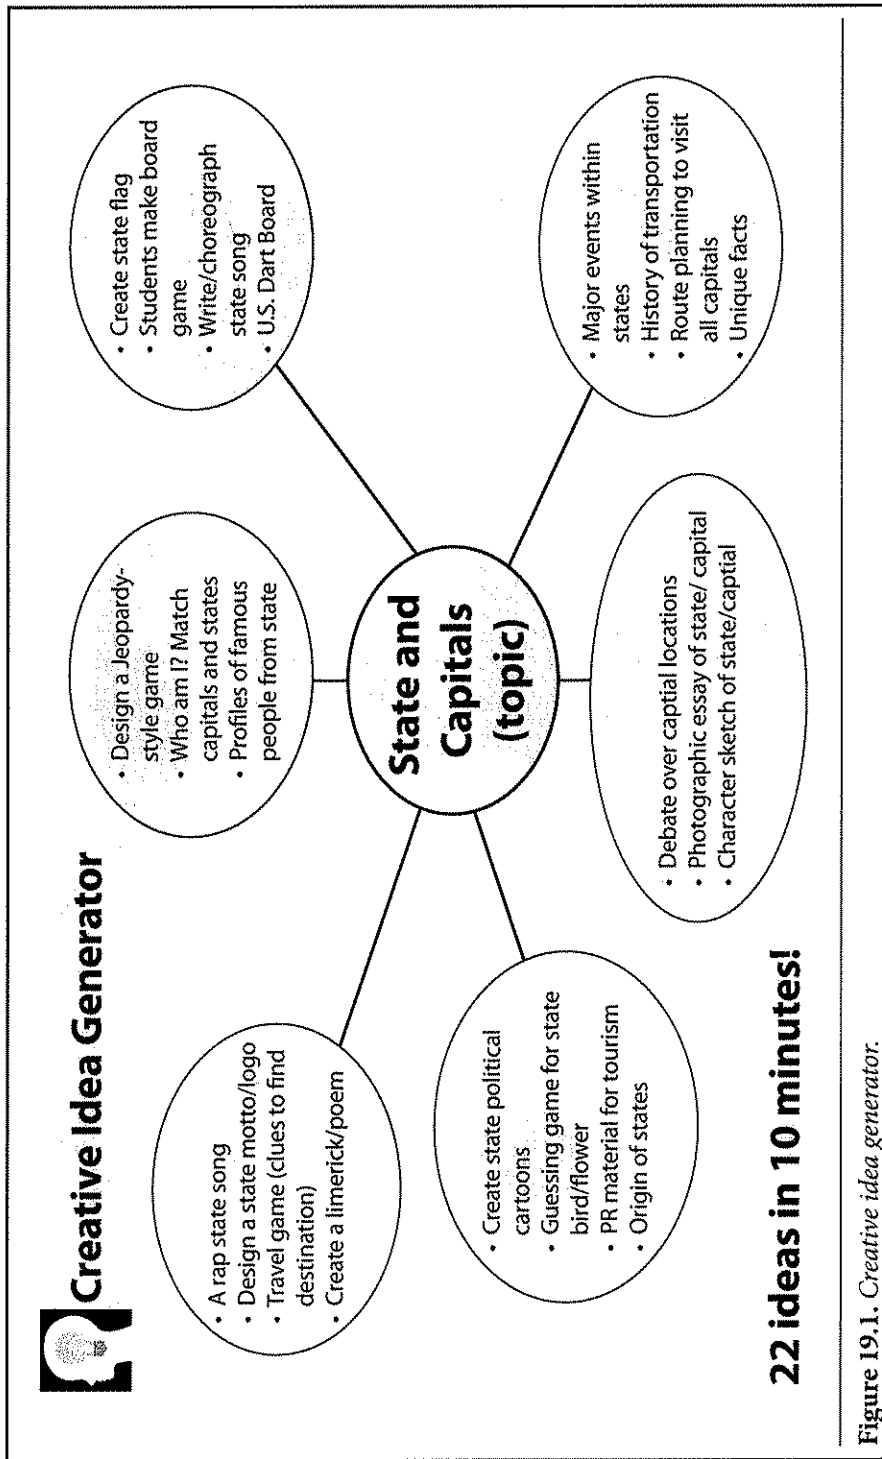 Creative Idea Generator
• A rap state song
• Design a state motto/logo
• Travel game (clues to find
destination)
• Create a limerick/poem
• Design a Jeopardy-
style game
• Who am I? Match
capitals and states
• Profiles of famous
people from state
• Create state flag
• Students make board
game
• Write/choreograph
state song
• U.S. Dart Board
State and
Capitals
(topic)
• Create state political
cartoons
• Guessing game for state
bird/flower
• PR material for tourism
• Origin of states
• Debate over captial locations
• Photographic essay of state/ capital
• Character sketch of state/captial
• Major events within
states
• History of transportation
• Route planning to visit
all capitals
• Unique facts
22 ideas in 10 minutes!
Figure 19.1. Creative idea generator.